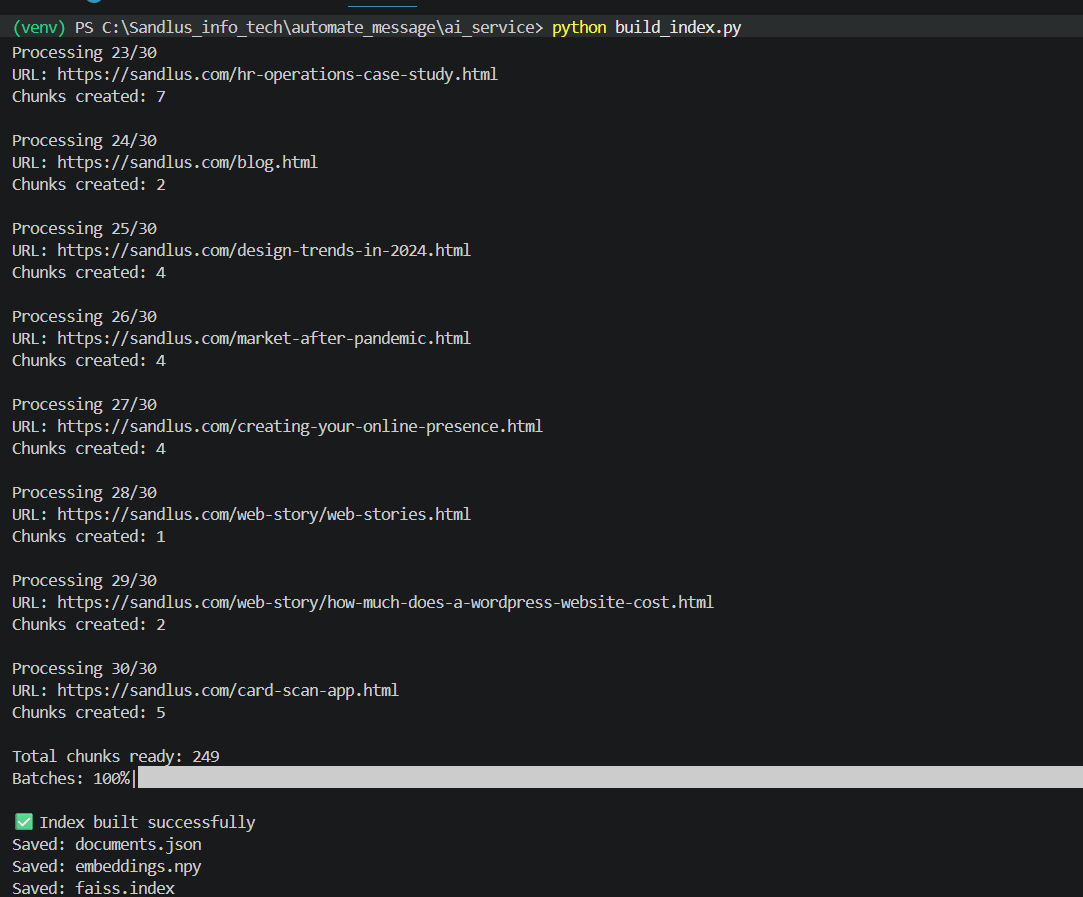 (venv) PS C:\Sandlus_info_tech\automate_message\ai_service> python build_index.py
Processing 23/30
URL: https://sandlus.com/hr-operations-case-study.html
Chunks created: 7
Processing 24/30
URL: https://sandlus.com/blog.html
Chunks created: 2
Processing 25/30
URL: https://sandlus.com/design-trends-in-2024.html
Chunks created: 4
Processing 26/30
URL: https://sandlus.com/market-after-pandemic.html
Chunks created: 4
Processing 27/30
URL: https://sandlus.com/creating-your-online-presence.html
Chunks created: 4
Processing 28/30
URL: https://sandlus.com/web-story/web-stories.html
Chunks created: 1
Processing 29/30
URL: https://sandlus.com/web-story/how-much-does-a-wordpress-website-cost.html
Chunks created: 2
Processing 30/30
URL: https://sandlus.com/card-scan-app.html
Chunks created: 5
Total chunks ready: 249
Batches: 100%|
✅ Index built successfully
Saved: documents.json
Saved: embeddings.npy
Saved: faiss.index